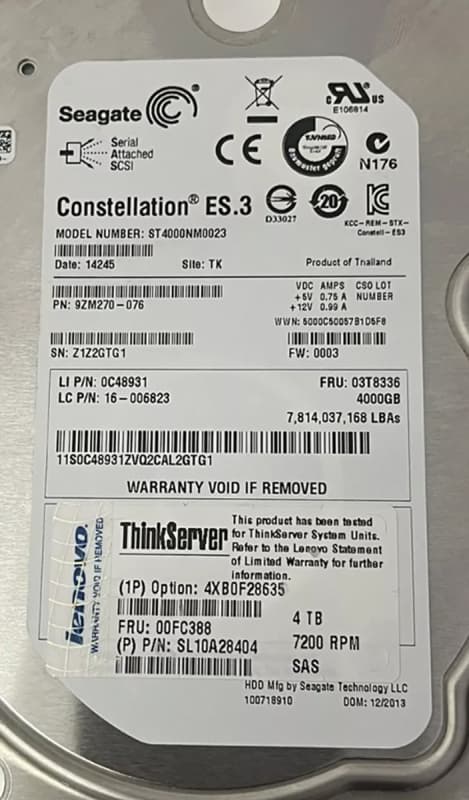 Seagate
c RU US
E106814
Serial
Attached
SCSI
CE
TUVRHEINLAND
N176
Constellation® ES.3
D33027
20
KCC-REM-STX-
Constell-ES3
MODEL NUMBER: ST4000NM0023
Date: 14245 Site: TK
Product of Thailand
PN: 9ZM270-076
VDC AMPS CSO LOT
+5V 0.75 A NUMBER
+12V 0.99 A
WWN: 5000C50057B1D5F8
SN: Z1Z2GTG1
FW: 0003
LI P/N: 0C48931 FRU: 03T8336
LC P/N: 16-006823 4000GB
7,814,037,168 LBAs
11S0C48931ZVQ2CAL2GTG1
WARRANTY VOID IF REMOVED
lenovo.
WARRANTY VOID IF REMOVED
ThinkServer
This product has been tested
for ThinkServer System Units.
Refer to the Lenovo Statement
of Limited Warranty for further
information.
(1P) Option: 4XB0F28635
FRU: 00FC388
(P) P/N: SL10A28404
4 TB
7200 RPM
SAS
HDD Mfg by Seagate Technology LLC
100718910 DOM: 12/2013